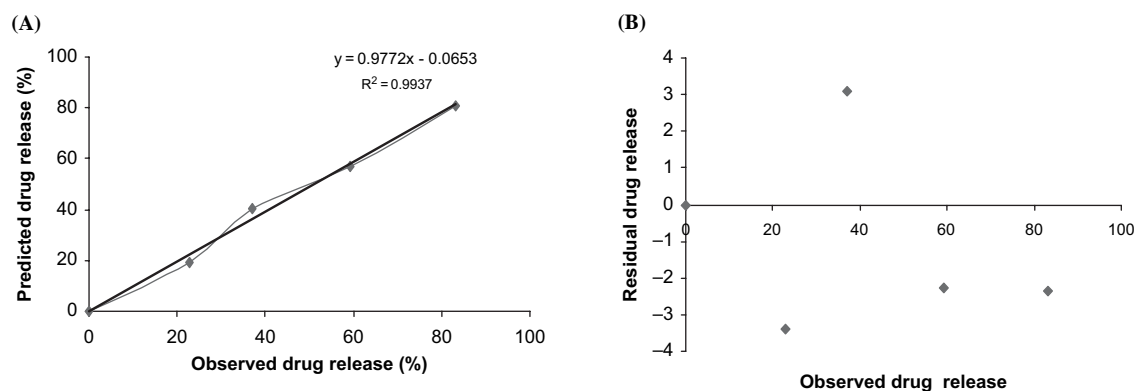 (A)
y = 0.9772x - 0.0653
R² = 0.9937
Predicted drug release (%)
100
80
60
40
20
0
0 20 40 60 80 100
Observed drug release (%)
(B)
Residual drug release
4
3
2
1
0
–1
–2
–3
–4
0 20 40 60 80 100
Observed drug release